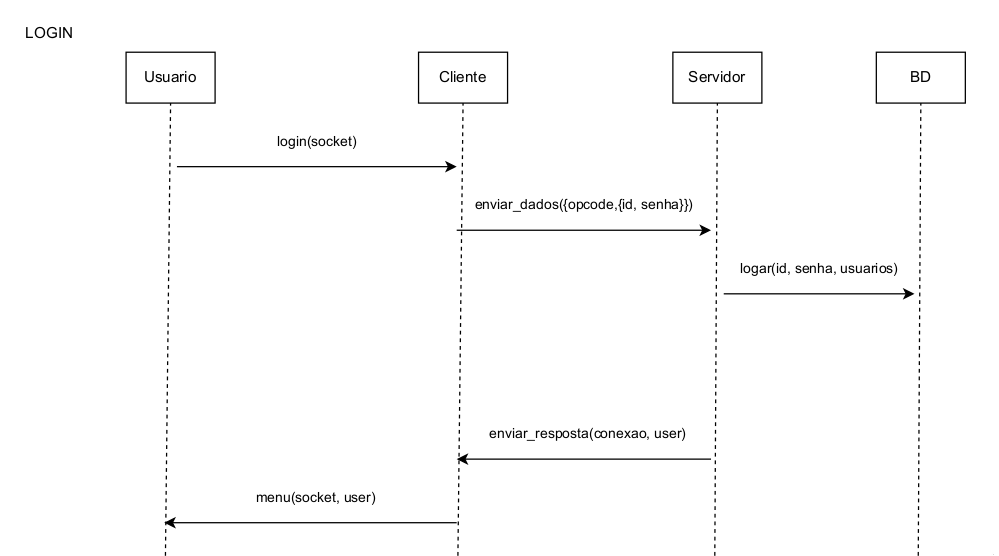 LOGIN
Usuario
Cliente
Servidor
BD
login(socket)
enviar_dados({opcode,{id, senha}})
logar(id, senha, usuarios)
enviar_resposta(conexao, user)
menu(socket, user)